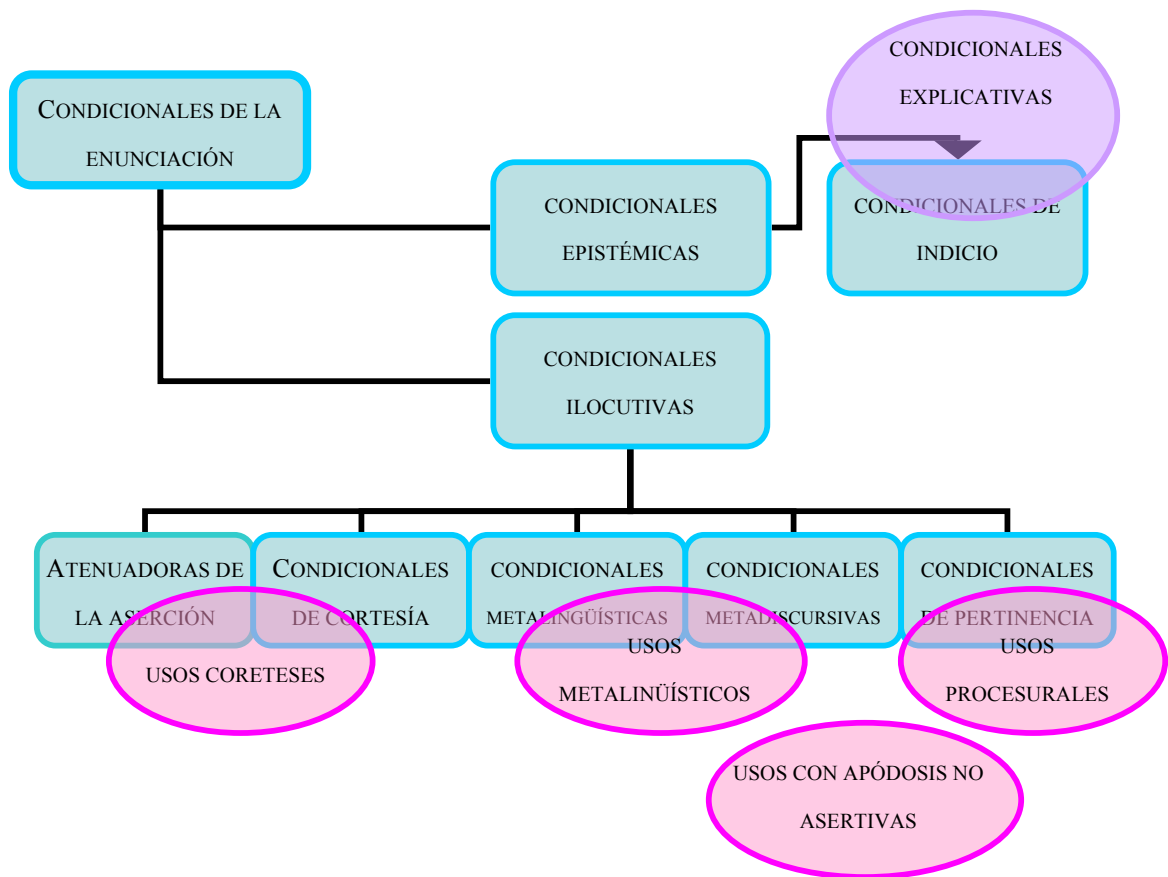 CONDICIONALES
EXPLICATIVAS
CONDICIONALES DE LA
ENUNCIACIÓN
CONDICIONALES
EPISTÉMICAS
CONDICIONALES DE
INDICIO
CONDICIONALES
ILOCUTIVAS
ATENUADORAS DE
LA ASERCIÓN
CONDICIONALES
DE CORTESÍA
CONDICIONALES
METALINGÜÍSTICAS
CONDICIONALES
METADISCURSIVAS
CONDICIONALES
DE PERTINENCIA
USOS CORETESES
USOS
METALINÜÍSTICOS
USOS
PROCESURALES
USOS CON APÓDOSIS NO
ASERTIVAS